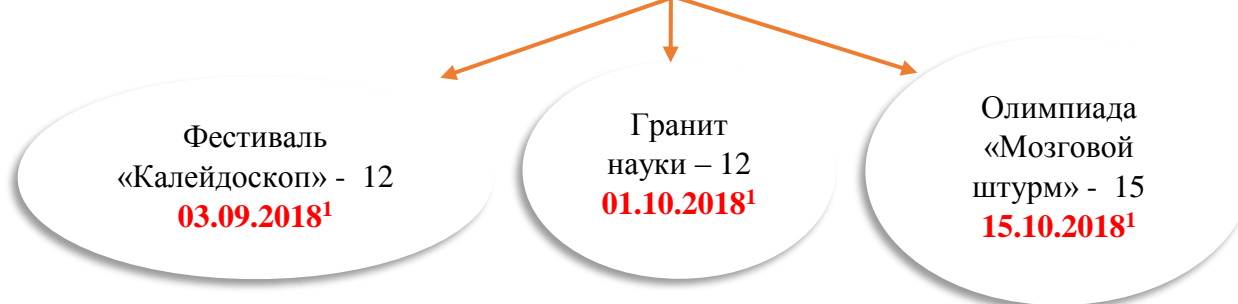 Фестиваль
«Калейдоскоп» - 12
03.09.2018¹
Гранит
науки – 12
01.10.2018¹
Олимпиада
«Мозговой
штурм» - 15
15.10.2018¹